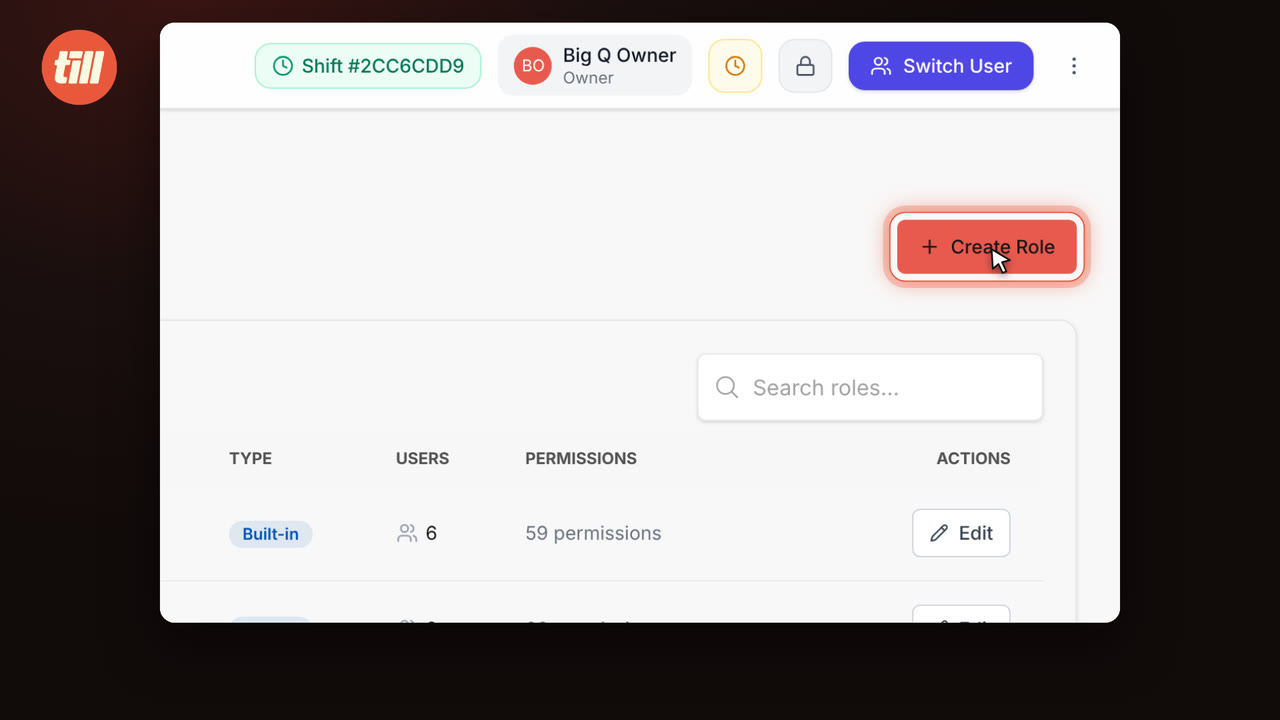 till
Shift #2CC6CDD9
BO
Big Q Owner
Owner
Switch User
Create Role
Search roles...
TYPE USERS PERMISSIONS ACTIONS
Built-in 6 59 permissions Edit